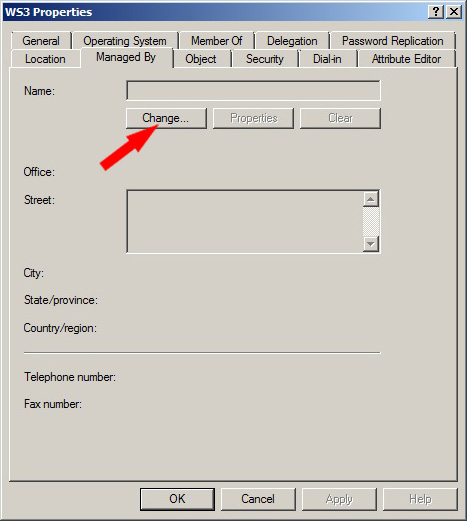 WS3 Properties
General Operating System Member Of Delegation Password Replication
Location Managed By Object Security Dial-in Attribute Editor
Name:
Change... Properties Clear
Office:
Street:
City:
State/province:
Country/region:
Telephone number:
Fax number:
OK Cancel Apply Help